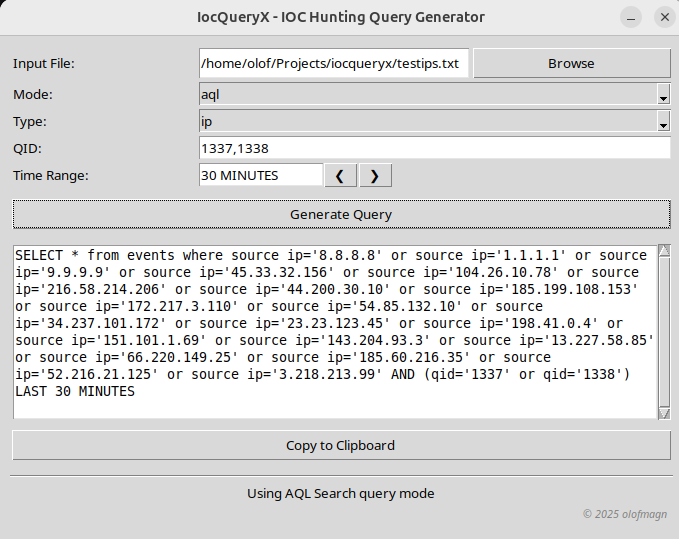 IocQueryX - IOC Hunting Query Generator
Input File: /home/olof/Projects/iocqueryx/testips.txt Browse
Mode: aql
Type: ip
QID: 1337,1338
Time Range: 30 MINUTES ❮ ❯
Generate Query
SELECT * from events where source ip='8.8.8.8' or source ip='1.1.1.1' or source
ip='9.9.9.9' or source ip='45.33.32.156' or source ip='104.26.10.78' or source
ip='216.58.214.206' or source ip='44.200.30.10' or source ip='185.199.108.153'
or source ip='172.217.3.110' or source ip='54.85.132.10' or source
ip='34.237.101.172' or source ip='23.23.123.45' or source ip='198.41.0.4' or
source ip='151.101.1.69' or source ip='143.204.93.3' or source ip='13.227.58.85'
or source ip='66.220.149.25' or source ip='185.60.216.35' or source
ip='52.216.21.125' or source ip='3.218.213.99' AND (qid='1337' or qid='1338')
LAST 30 MINUTES
Copy to Clipboard
Using AQL Search query mode
© 2025 olofmagn